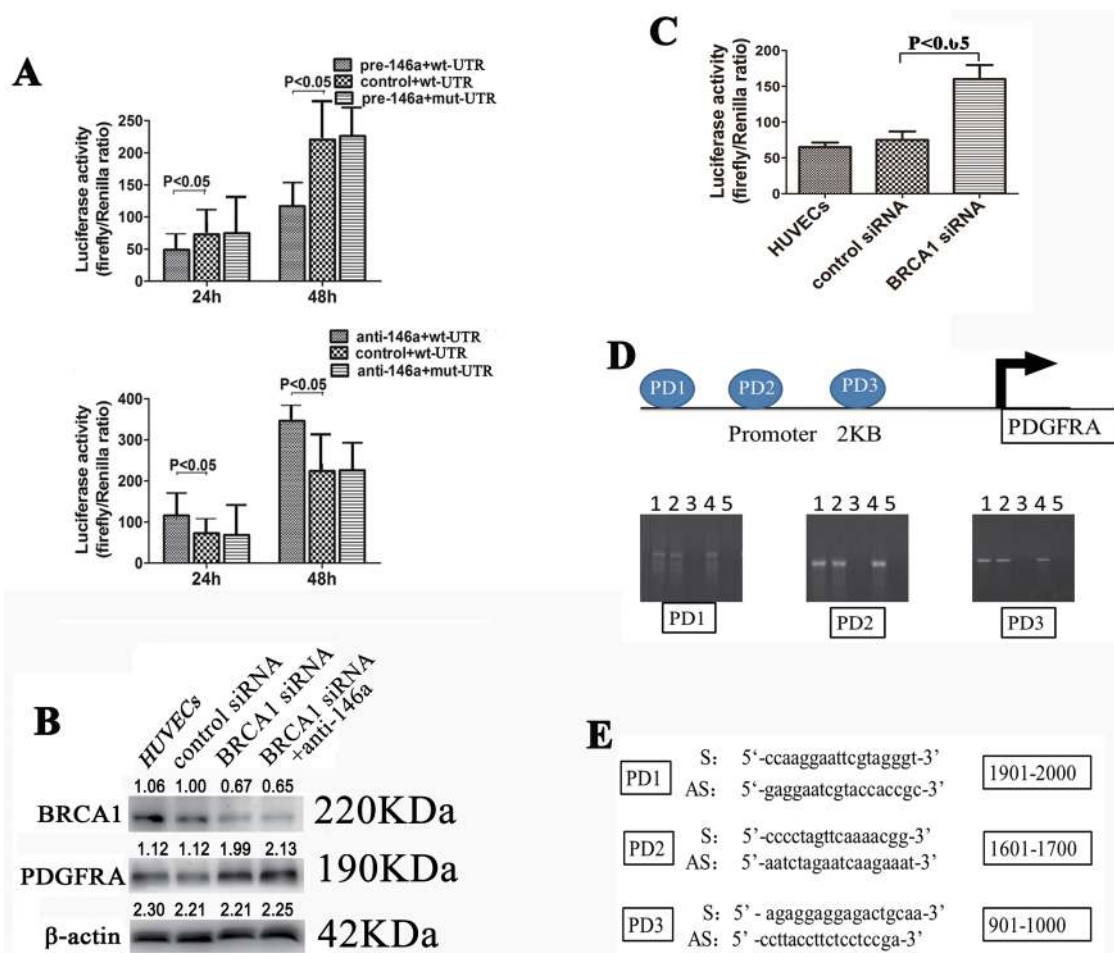 A
pre-146a+wt-UTR
control+wt-UTR
pre-146a+mut-UTR
Luciferase activity
(firefly/Renilla ratio)
250
200
150
100
50
0
P<0.05
P<0.05
24h
48h
anti-146a+wt-UTR
control+wt-UTR
anti-146a+mut-UTR
Luciferase activity
(firefly/Renilla ratio)
400
300
200
100
0
P<0.05
P<0.05
24h
48h
B
HUVECs
control siRNA
BRCA1 siRNA
BRCA1 siRNA
+anti-146a
1.06 1.00 0.67 0.65
BRCA1
220KDa
1.12 1.12 1.99 2.13
PDGFRA
190KDa
2.30 2.21 2.21 2.25
β-actin
42KDa
C
P<0.05
Luciferase activity
(firefly/Renilla ratio)
200
150
100
50
0
HUVECs
control siRNA
BRCA1 siRNA
D
PD1
PD2
PD3
Promoter 2KB
PDGFRA
1 2 3 4 5
1 2 3 4 5
1 2 3 4 5
PD1
PD2
PD3
E
PD1
S: 5‘-ccaaggaattcgtagggt-3’
AS: 5‘-gaggaatcgtaccaccgc-3’
1901-2000
PD2
S: 5‘-cccctagttcaaaacgg-3’
AS: 5‘-aatctagaatcaagaaat-3’
1601-1700
PD3
S: 5’ - agaggaggagactgcaa-3’
AS: 5’ -ccttaccttctcctccga-3’
901-1000